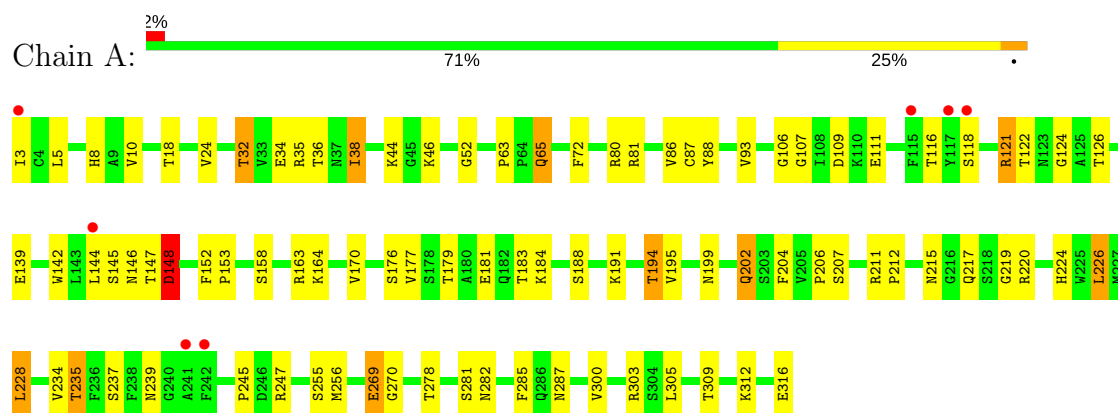 2%
Chain A:
71% 25% •
I3 C4 L5 H8 A9 V10 T18 V24 T32 V33 E34 R35 T36 N37 I38 K44 G45 K46 G52 P63 F64 Q65 F72 R80 R81 V86 C87 Y88 V93 G106 G107 I108 D109 K110 E111 F115 T116 Y117 S118 R121 T122 N123 G124 A125 T126
E139 W142 L143 L144 S145 N146 T147 D148 F152 P153 S158 R163 K164 V170 S176 V177 S178 T179 A180 E181 Q182 T183 K184 S188 K191 T194 V195 N199 Q202 S203 F204 V205 P206 S207 R211 P212 N215 G216 Q217 S218 G219 R220 H224 W225 L226 M227
L228 V234 T235 F236 S237 F238 N239 G240 A241 F242 P245 D246 R247 S255 M256 E269 G270 T278 S281 N282 F285 Q286 N287 V300 R303 S304 L305 T309 K312 E316